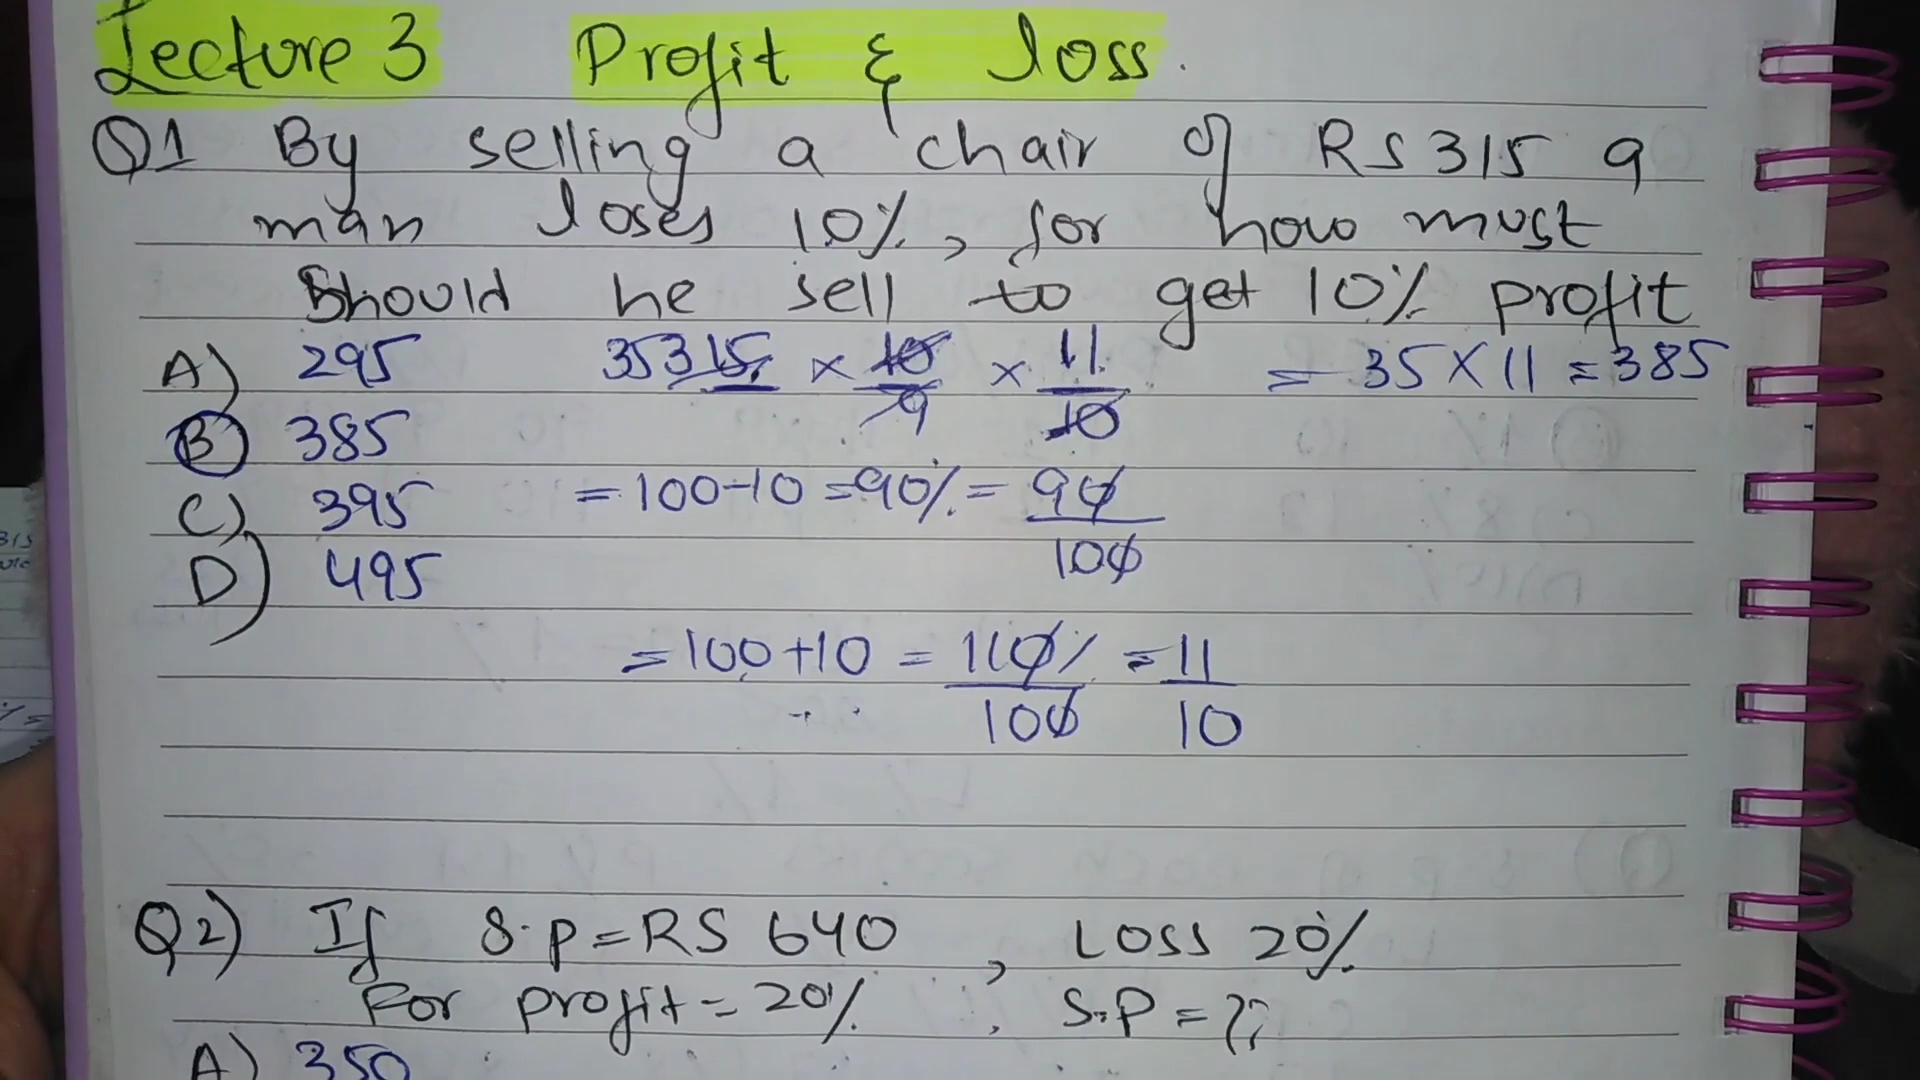 Lecture 3 Profit & loss.
Q1 By selling a chair of RS 315 a
man loses 10%, for how must
Should he sell to get 10% profit
A) 295 35 315 × 10/9 × 11/10 = 35 × 11 = 385
B) 385
C) 395 = 100-10 = 90% = 90/100
D) 495
= 100+10 = 110%/100 = 11/10
Q2) If S.P = RS 640, LOSS 20%
For profit = 20%, S.P = ??
A) 350